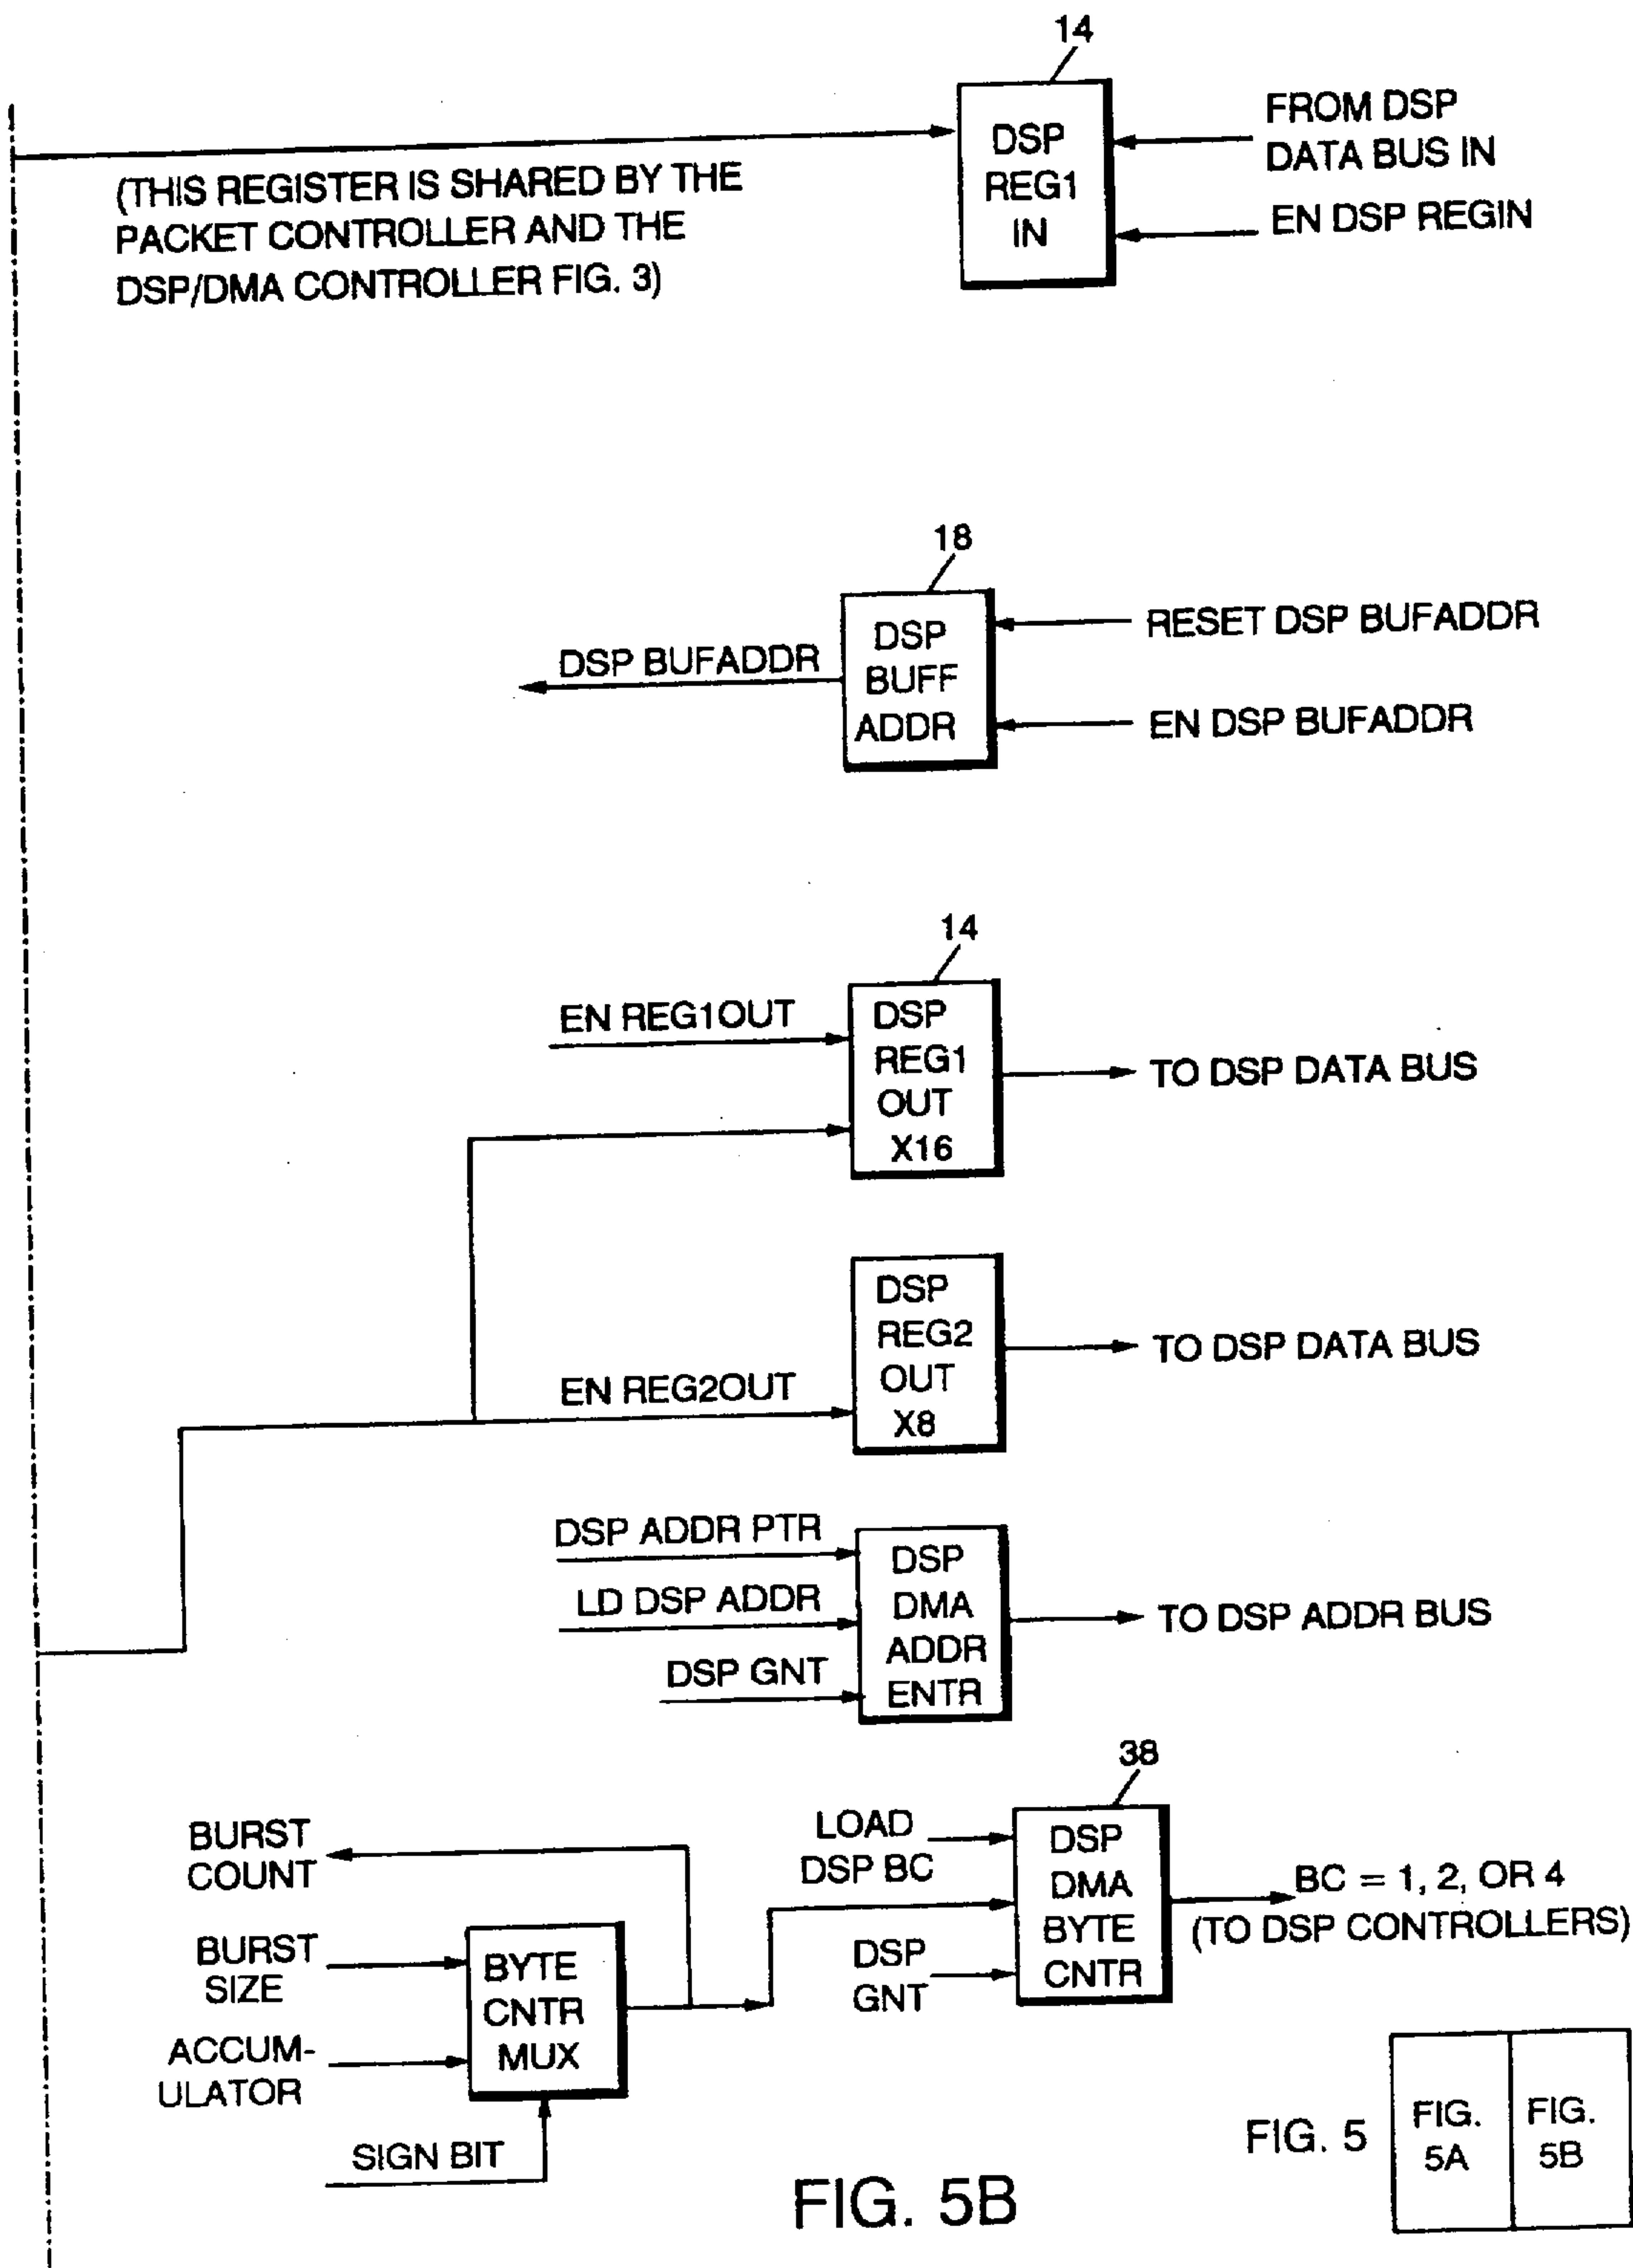 14
DSP
REG1
IN
FROM DSP
DATA BUS IN
EN DSP REGIN
(THIS REGISTER IS SHARED BY THE
PACKET CONTROLLER AND THE
DSP/DMA CONTROLLER FIG. 3)
18
DSP
BUFF
ADDR
DSP BUFADDR
RESET DSP BUFADDR
EN DSP BUFADDR
14
EN REG1OUT
DSP
REG1
OUT
X16
TO DSP DATA BUS
DSP
REG2
OUT
X8
EN REG2OUT
TO DSP DATA BUS
DSP ADDR PTR
LD DSP ADDR
DSP GNT
DSP
DMA
ADDR
ENTR
TO DSP ADDR BUS
38
BURST
COUNT
LOAD
DSP BC
DSP
DMA
BYTE
CNTR
BC = 1, 2, OR 4
(TO DSP CONTROLLERS)
BURST
SIZE
BYTE
CNTR
MUX
DSP
GNT
ACCUM-
ULATOR
SIGN BIT
FIG. 5
FIG.
5A
FIG.
5B
FIG. 5B